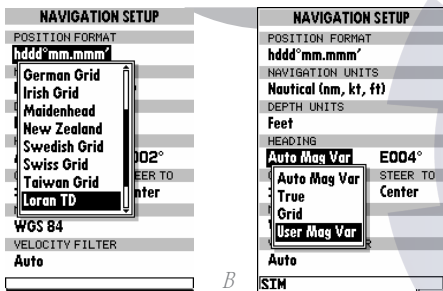 NAVIGATION SETUP
POSITION FORMAT
hddd°mm.mmm'
German Grid
Irish Grid
Maidenhead
New Zealand
Swedish Grid
Swiss Grid
Taiwan Grid
Loran TD
002°
EER TO
nter
WGS 84
VELOCITY FILTER
Auto
B
NAVIGATION SETUP
POSITION FORMAT
hddd°mm.mmm'
NAVIGATION UNITS
Nautical (nm, kt, ft)
DEPTH UNITS
Feet
HEADING
Auto Mag Var E004°
STEER TO
Center
Auto Mag Var
True
Grid
User Mag Var
R
Auto
SIM